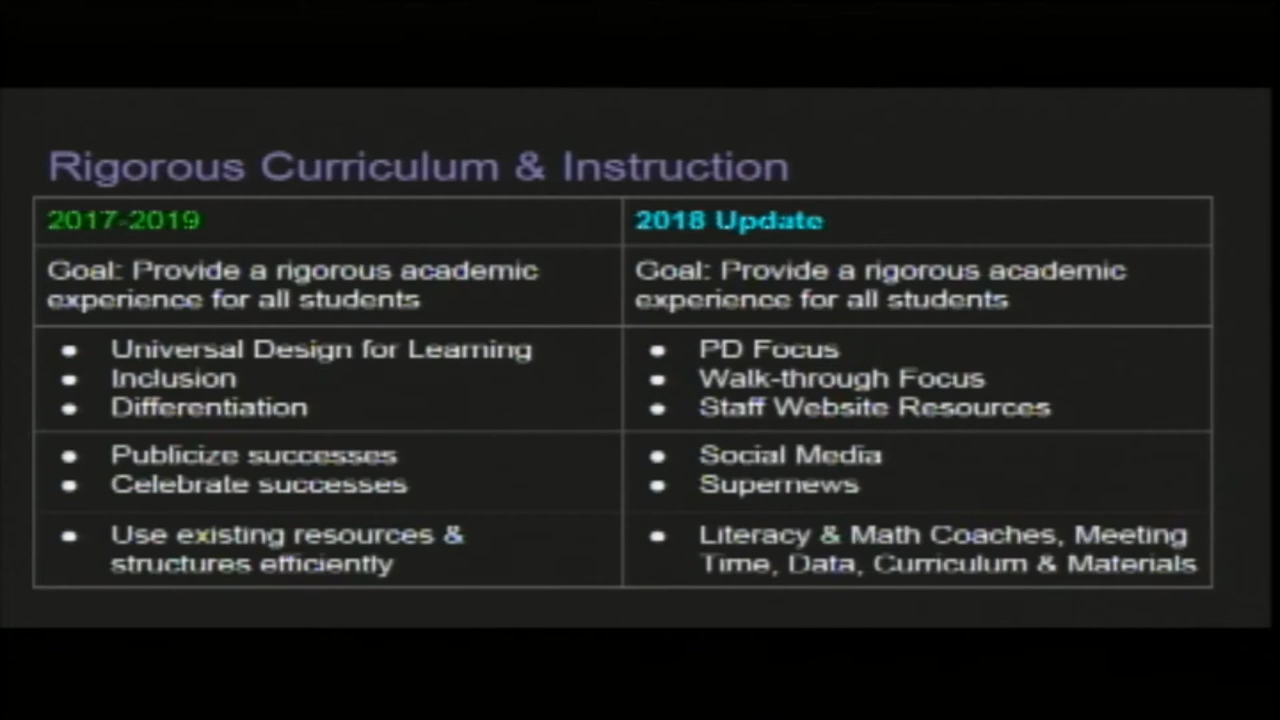 Rigorous Curriculum & Instruction
2017-2019
2018 Update
Goal: Provide a rigorous academic
experience for all students
Goal: Provide a rigorous academic
experience for all students
● Universal Design for Learning
● Inclusion
● Differentiation
● PD Focus
● Walk-through Focus
● Staff Website Resources
● Publicize successes
● Celebrate successes
● Social Media
● Supernews
● Use existing resources &
structures efficiently
● Literacy & Math Coaches, Meeting
Time, Data, Curriculum & Materials